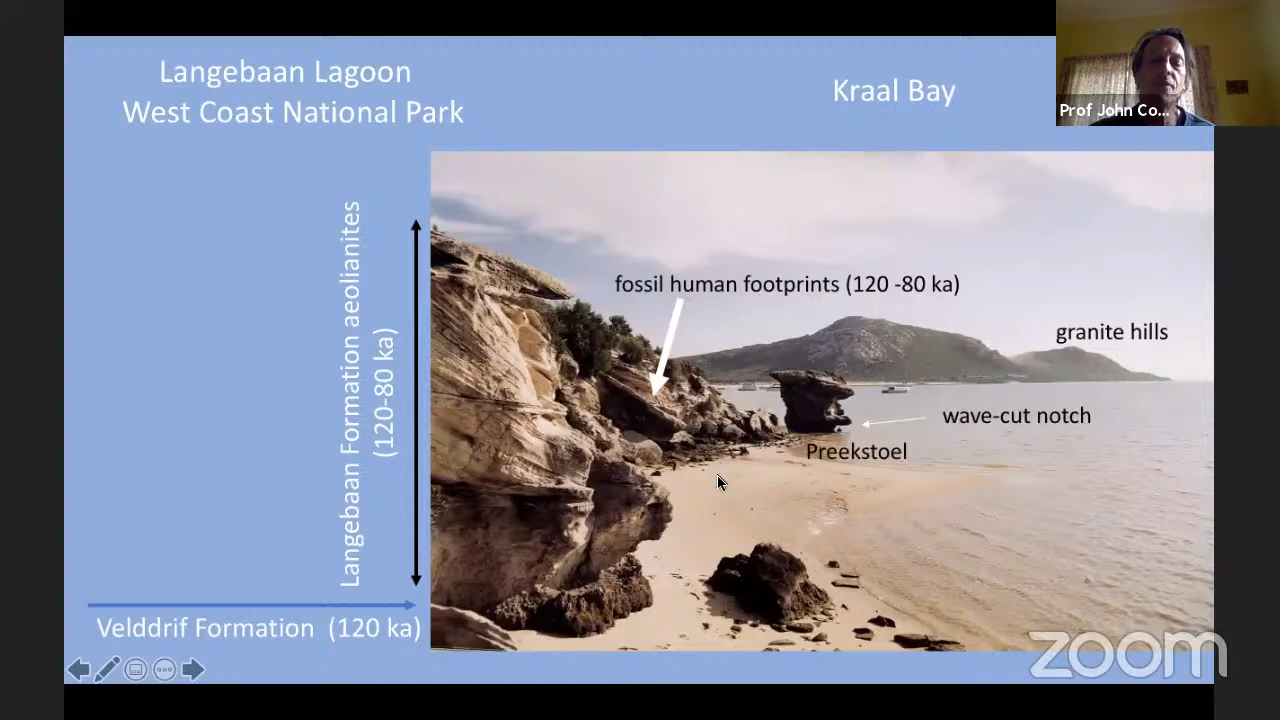 Langebaan Lagoon
West Coast National Park
Kraal Bay
Prof John Co...
Langebaan Formation aeolianites
(120-80 ka)
fossil human footprints (120 -80 ka)
granite hills
wave-cut notch
Preekstoel
Velddrif Formation (120 ka)
zoom